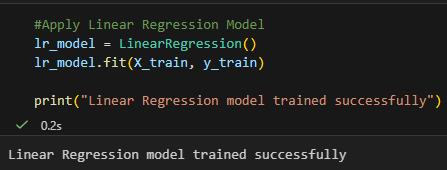 #Apply Linear Regression Model
lr_model = LinearRegression()
lr_model.fit(X_train, y_train)
print("Linear Regression model trained successfully")
0.2s
Linear Regression model trained successfully